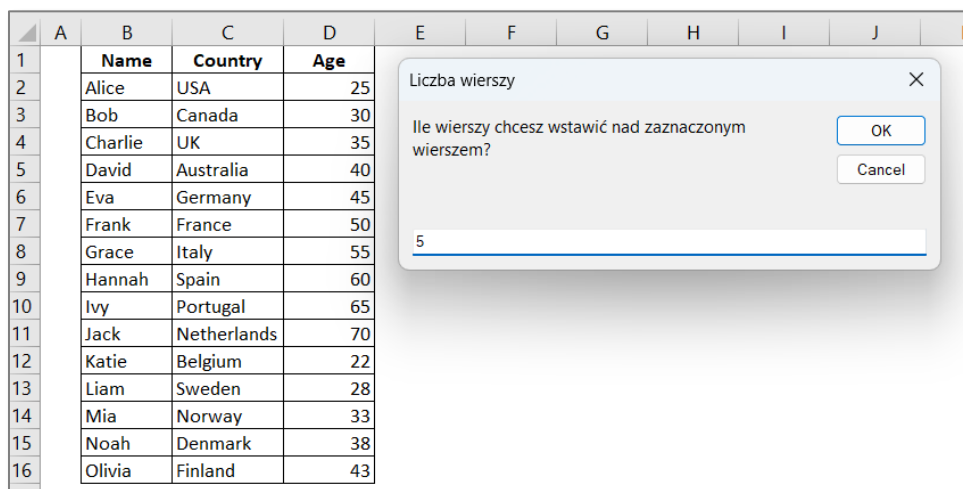 A B C D E F G H I J
1 Name Country Age
2 Alice USA 25
3 Bob Canada 30
4 Charlie UK 35
5 David Australia 40
6 Eva Germany 45
7 Frank France 50
8 Grace Italy 55
9 Hannah Spain 60
10 Ivy Portugal 65
11 Jack Netherlands 70
12 Katie Belgium 22
13 Liam Sweden 28
14 Mia Norway 33
15 Noah Denmark 38
16 Olivia Finland 43
Liczba wierszy
Ile wierszy chcesz wstawić nad zaznaczonym
wierszem?
OK
Cancel
5